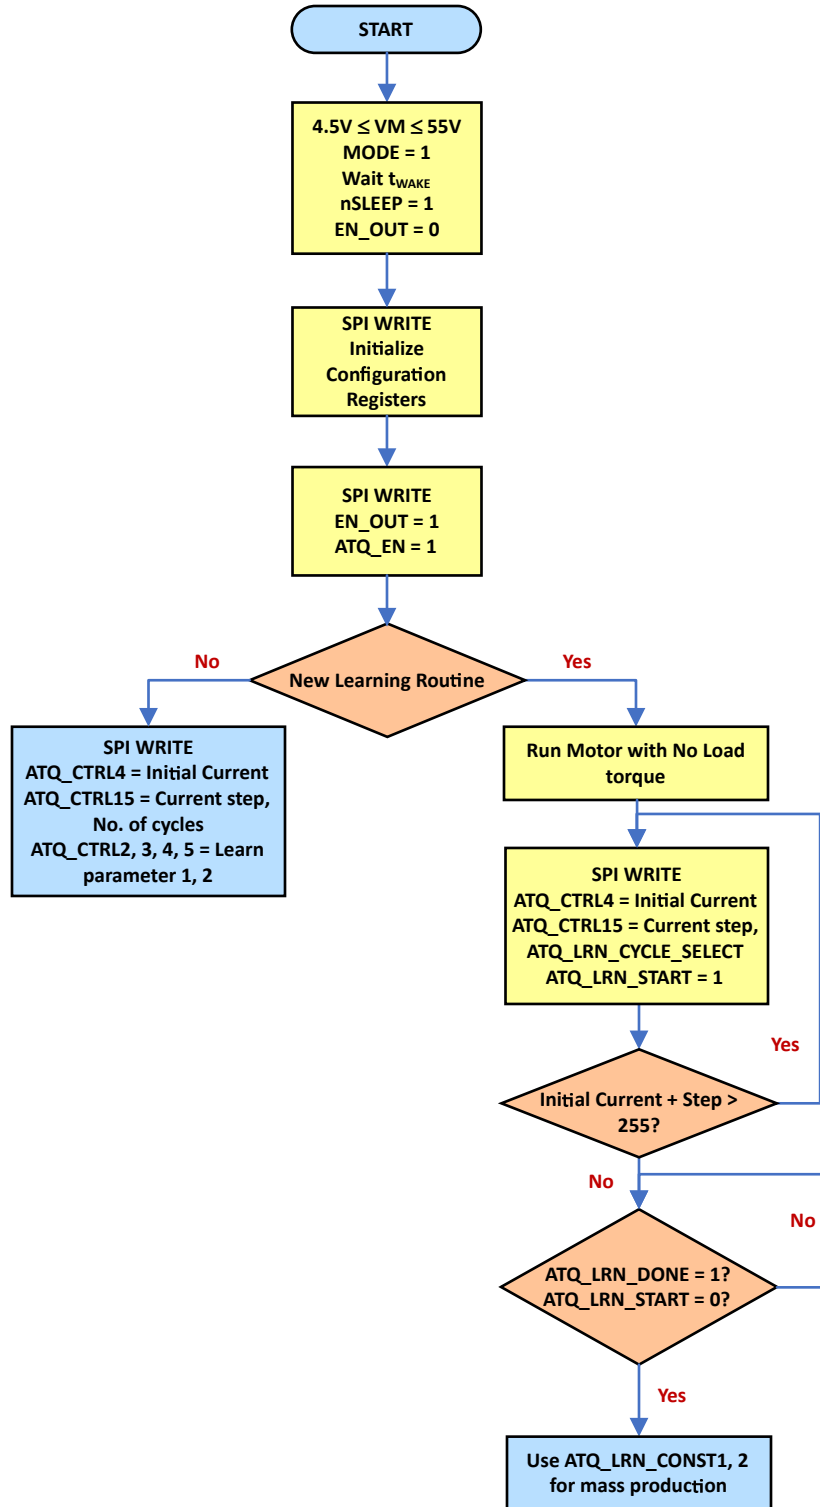 START
4.5V ≤ VM ≤ 55V
MODE = 1
Wait tWAKE
nSLEEP = 1
EN_OUT = 0
SPI WRITE
Initialize
Configuration
Registers
SPI WRITE
EN_OUT = 1
ATQ_EN = 1
No
Yes
New Learning Routine
SPI WRITE
ATQ_CTRL4 = Initial Current
ATQ_CTRL15 = Current step,
No. of cycles
ATQ_CTRL2, 3, 4, 5 = Learn
parameter 1, 2
Run Motor with No Load
torque
SPI WRITE
ATQ_CTRL4 = Initial Current
ATQ_CTRL15 = Current step,
ATQ_LRN_CYCLE_SELECT
ATQ_LRN_START = 1
Yes
Initial Current + Step >
255?
No
No
ATQ_LRN_DONE = 1?
ATQ_LRN_START = 0?
Yes
Use ATQ_LRN_CONST1, 2
for mass production